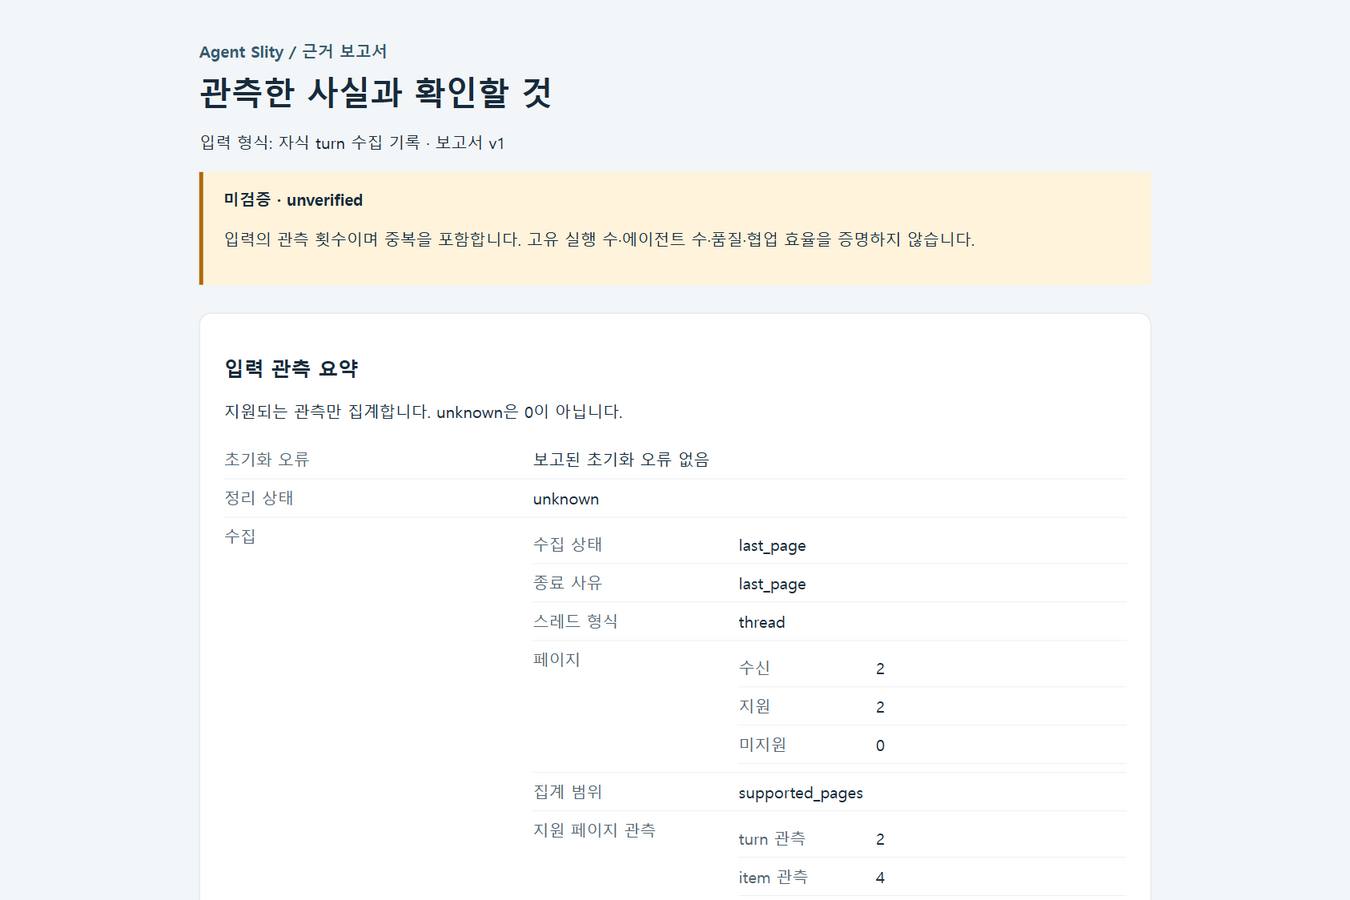 Agent Slity / 근거 보고서
관측한 사실과 확인할 것
입력 형식: 자식 turn 수집 기록 · 보고서 v1
미검증 · unverified
입력의 관측 횟수이며 중복을 포함합니다. 고유 실행 수·에이전트 수·품질·협업 효율을 증명하지 않습니다.
입력 관측 요약
지원되는 관측만 집계합니다. unknown은 0이 아닙니다.
초기화 오류 보고된 초기화 오류 없음
정리 상태 unknown
수집
수집 상태 last_page
종료 사유 last_page
스레드 형식 thread
페이지
수신 2
지원 2
미지원 0
집계 범위 supported_pages
지원 페이지 관측
turn 관측 2
item 관측 4